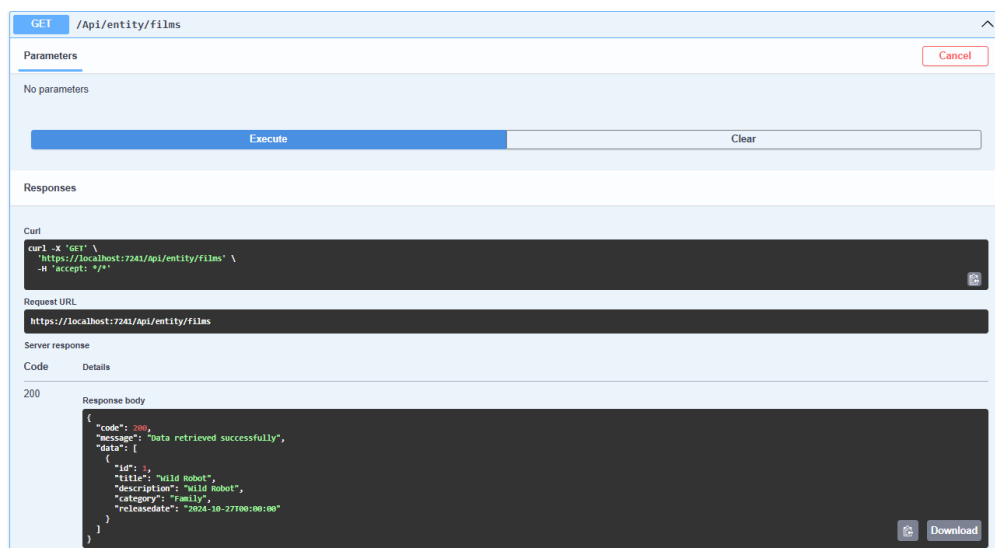 GET /Api/entity/films
Parameters
Cancel
No parameters
Execute
Clear
Responses
Curl
curl -X 'GET' \
  'https://localhost:7241/Api/entity/films' \
  -H 'accept: */*'
Request URL
https://localhost:7241/Api/entity/films
Server response
Code Details
200
Response body
{
  "code": 200,
  "message": "Data retrieved successfully",
  "data": [
    {
      "id": 1,
      "title": "Wild Robot",
      "description": "Wild Robot",
      "category": "Family",
      "releasedate": "2024-10-27T00:00:00"
    }
  ]
}
Download